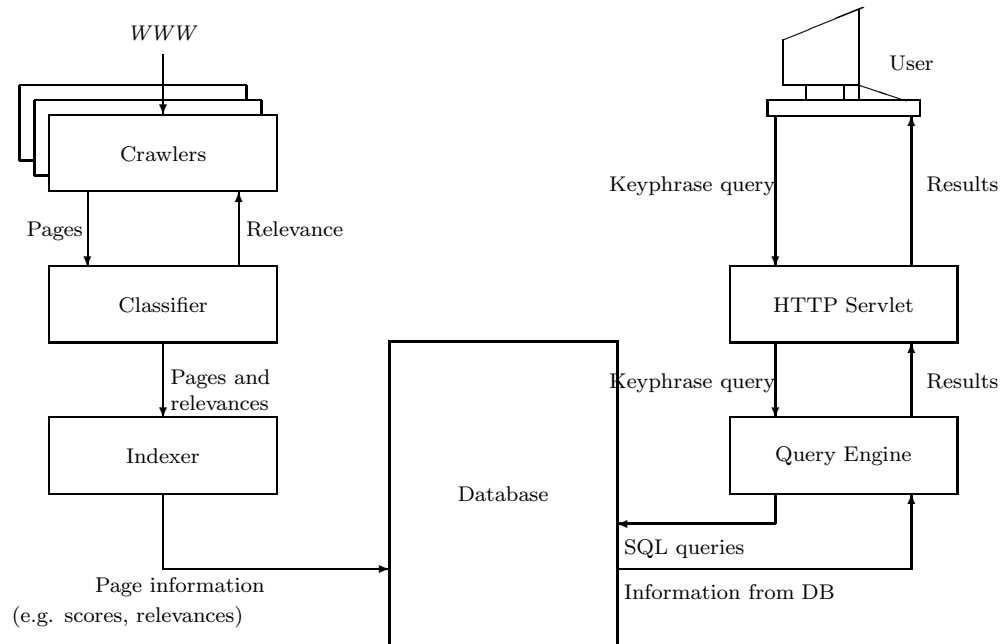 WWW
User
Crawlers
Keyphrase query
Results
Pages
Relevance
Classifier
HTTP Servlet
Pages and
relevances
Keyphrase query
Results
Indexer
Query Engine
Database
SQL queries
Page information
(e.g. scores, relevances)
Information from DB